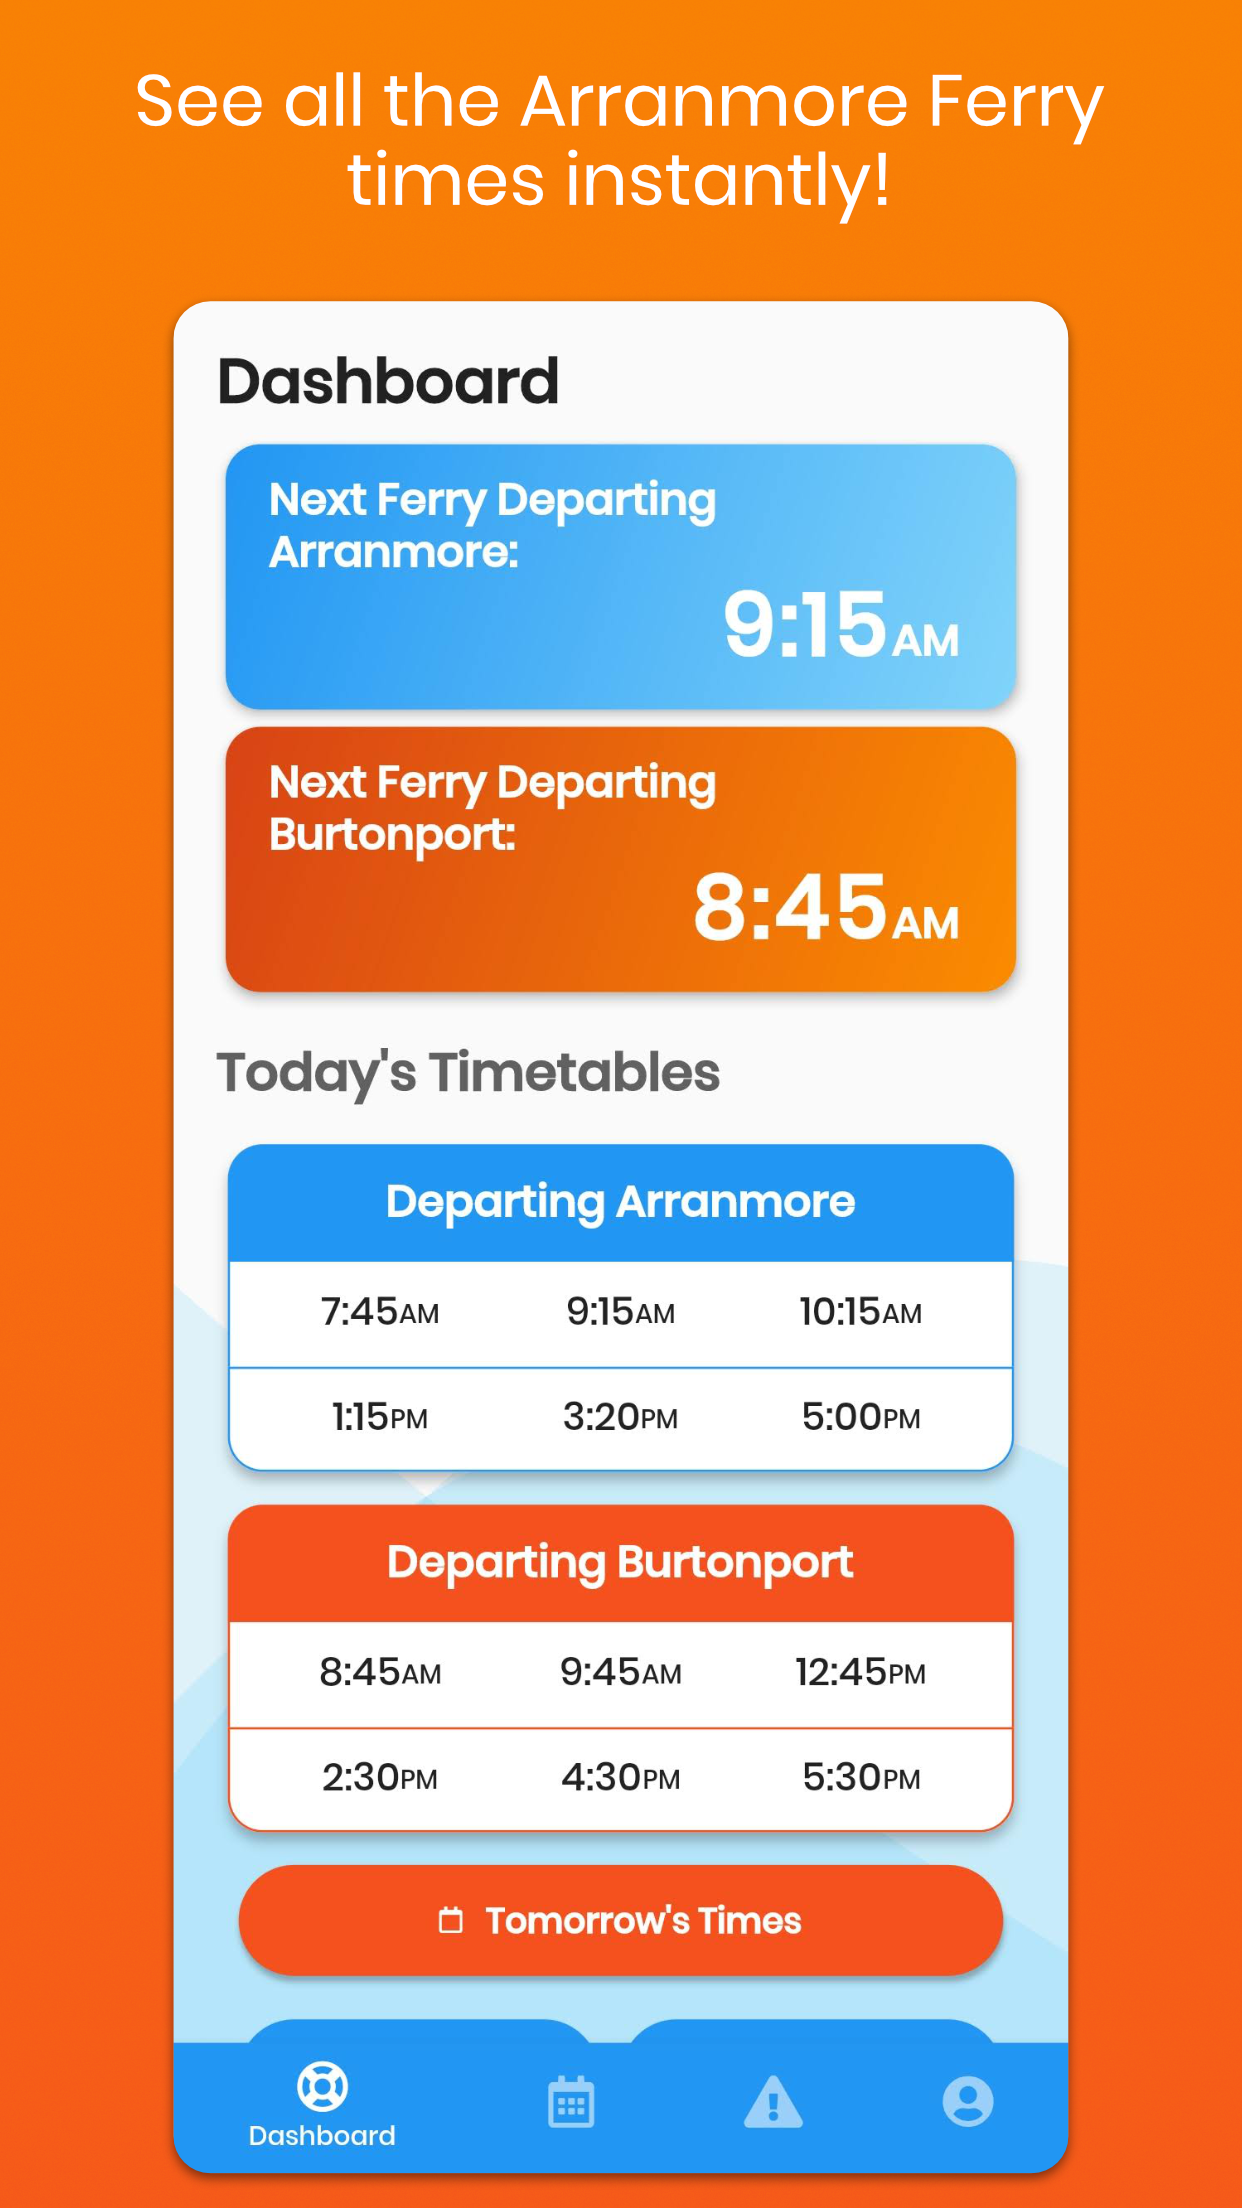 See all the Arranmore Ferry
times instantly!
Dashboard
Next Ferry Departing
Arranmore:
9:15AM
Next Ferry Departing
Burtonport:
8:45AM
Today's Timetables
Departing Arranmore
7:45AM 9:15AM 10:15AM
1:15PM 3:20PM 5:00PM
Departing Burtonport
8:45AM 9:45AM 12:45PM
2:30PM 4:30PM 5:30PM
Tomorrow's Times
Dashboard